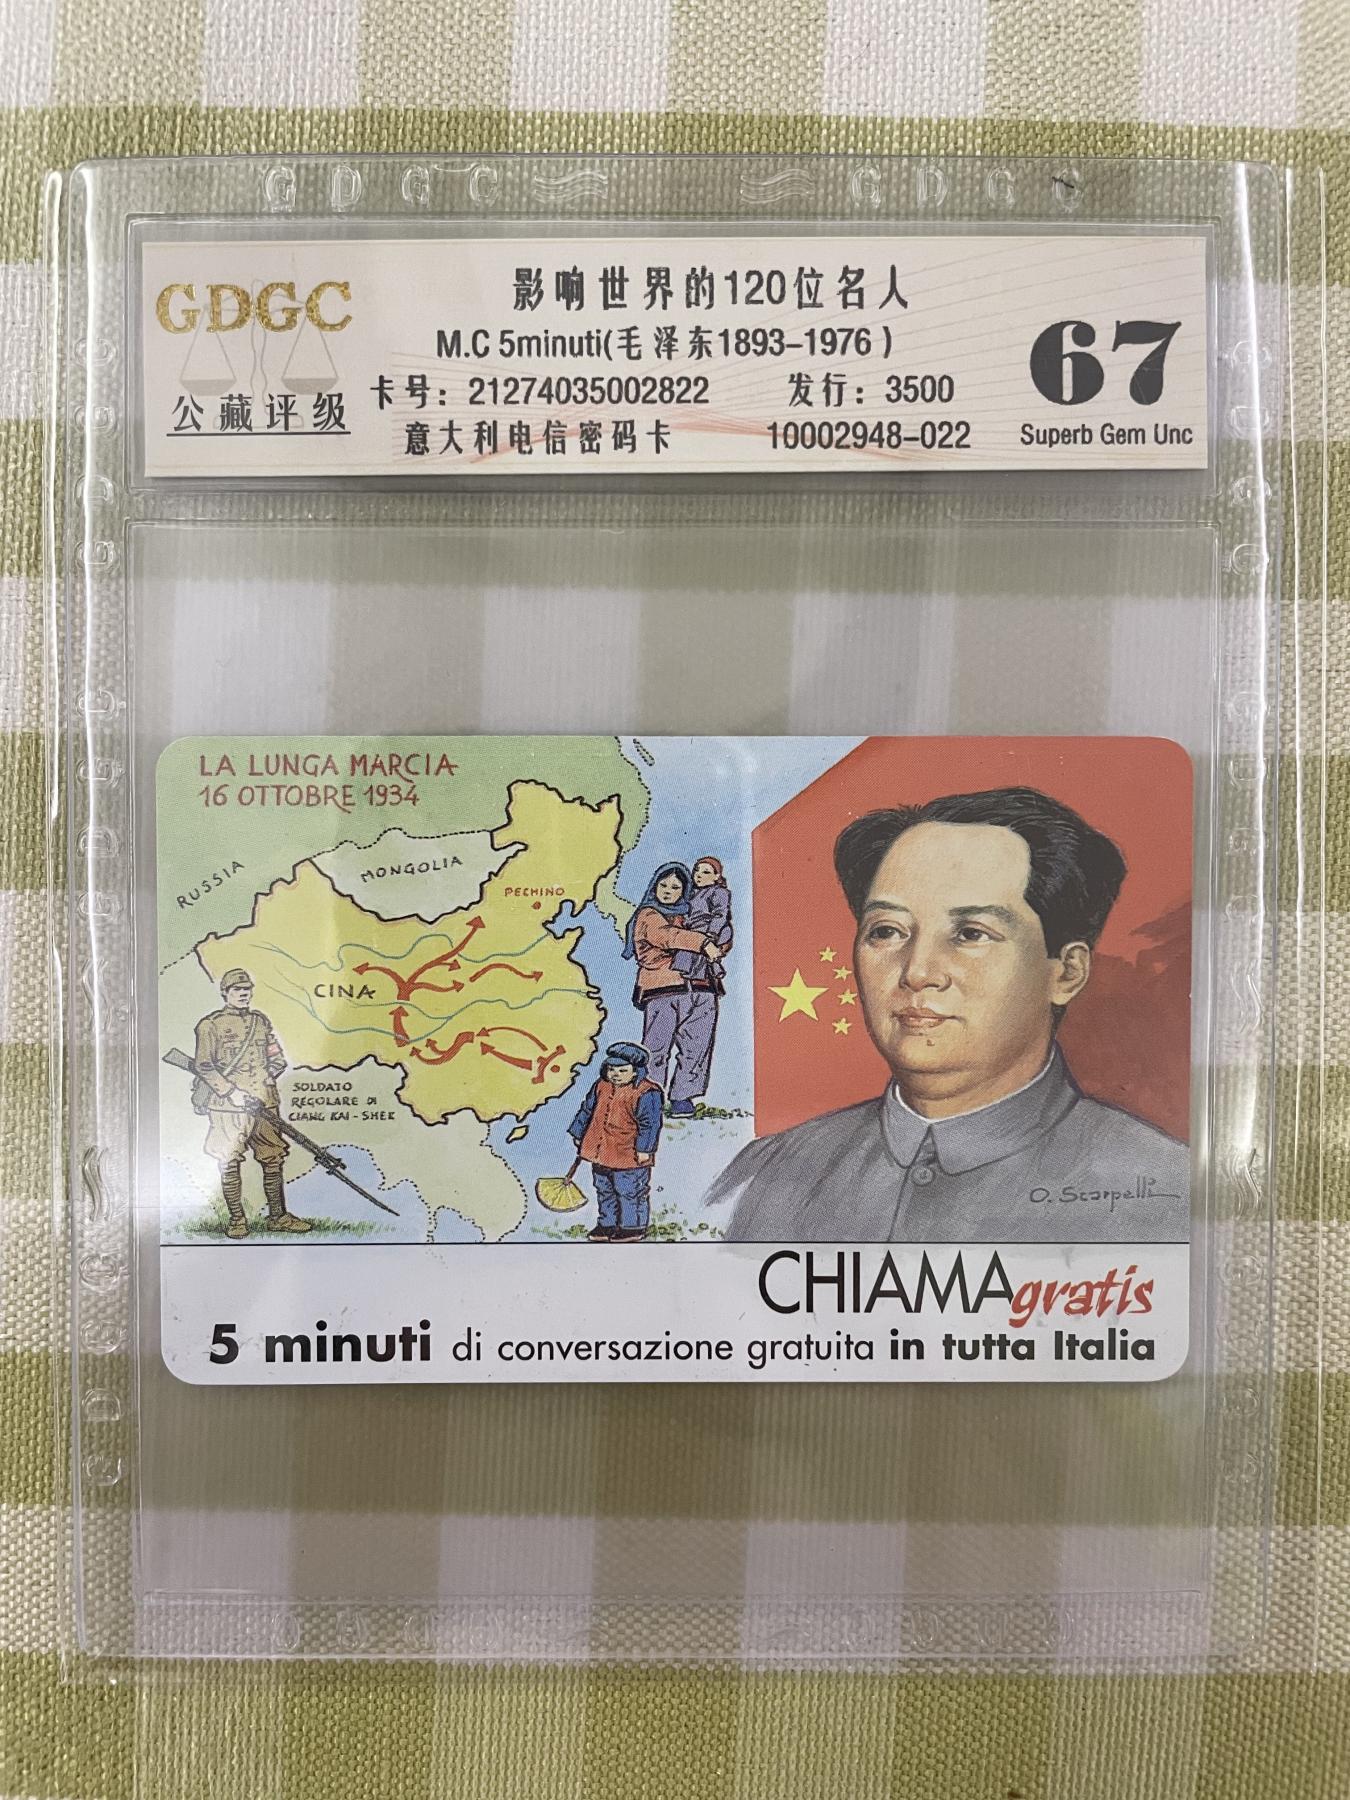 GDGC GDGC
GDGC
公藏评级
影响世界的120位名人
M.C 5minuti(毛泽东1893-1976)
卡号：21274035002822 发行：3500
意大利电信密码卡 10002948-022
67
Superb Gem Unc
LA LUNGA MARCIA
16 OTTOBRE 1934
RUSSIA
MONGOLIA
PECHINO
CINA
SOLDATO
REGOLARE DI
CIANG KAI-SHEK
O. Scarpelli
CHIAMAgratis
5 minuti di conversazione gratuita in tutta Italia